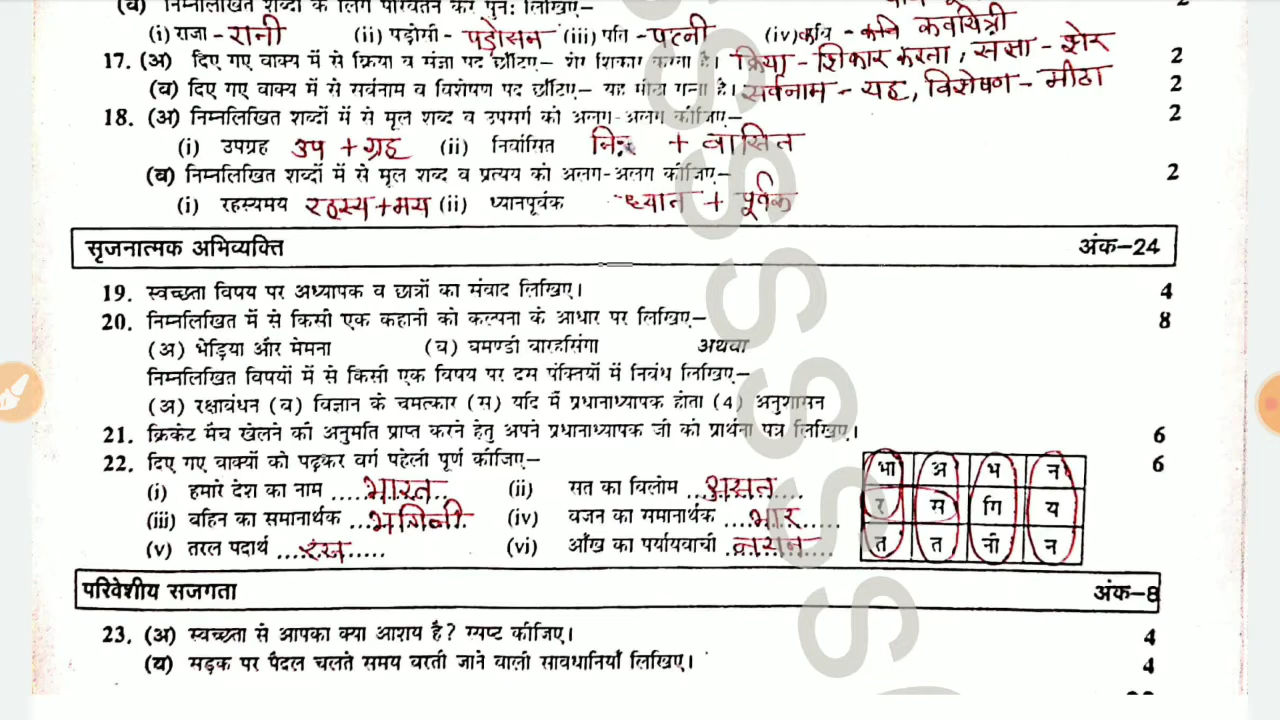 (ब) निम्नलिखित शब्दों के लिंग परिवर्तन कर पुनः लिखिए– 2
(i) राजा - रानी (ii) पड़ोसी - पड़ोसन (iii) पति - पत्नी (iv) कवि - कवि कवयित्री
17. (अ) दिए गए वाक्य में से क्रिया व संज्ञा पद छाँटिए– शेर शिकार करता है। क्रिया - शिकार करना, संज्ञा - शेर 2
(ब) दिए गए वाक्य में से सर्वनाम व विशेषण पद छाँटिए– यह मीठा गन्ना है। सर्वनाम - यह, विशेषण - मीठा 2
18. (अ) निम्नलिखित शब्दों में से मूल शब्द व उपसर्ग को अलग-अलग कीजिए– 2
(i) उपग्रह उप + ग्रह (ii) निर्वासित + वासित
(ब) निम्नलिखित शब्दों में से मूल शब्द व प्रत्यय को अलग-अलग कीजिए– 2
(i) रहस्यमय रहस्य + मय (ii) ध्यानपूर्वक ध्यान + पूर्वक
सृजनात्मक अभिव्यक्ति अंक–24
19. स्वच्छता विषय पर अध्यापक व छात्रों का संवाद लिखिए। 4
20. निम्नलिखित में से किसी एक कहानी को कल्पना के आधार पर लिखिए– 8
(अ) भेड़िया और मेमना (ब) घमण्डी बारहसिंगा अथवा
निम्नलिखित विषयों में से किसी एक विषय पर दस पंक्तियों में निबंध लिखिए–
(अ) रक्षाबंधन (ब) विज्ञान के चमत्कार (स) यदि मैं प्रधानाध्यापक होता (4) अनुशासन
21. क्रिकेट मैच खेलने की अनुमति प्राप्त करने हेतु अपने प्रधानाध्यापक जी को प्रार्थना पत्र लिखिए। 6
22. दिए गए वाक्यों को पढ़कर वर्ग पहेली पूर्ण कीजिए– 6
(i) हमारे देश का नाम .....भारत.. (ii) सत का विलोम ...असत....
(iii) बहिन का समानार्थक ...भगिनी (iv) वजन का समानार्थक ....भार.....
(v) तरल पदार्थ ....रस..... (vi) आँख का पर्यायवाची ..नयन....
भा अ भ न
र स गि य
त त नी न
परिवेशीय सजगता अंक–8
23. (अ) स्वच्छता से आपका क्या आशय है? स्पष्ट कीजिए। 4
(ब) सड़क पर पैदल चलते समय बरती जाने वाली सावधानियाँ लिखिए। 4